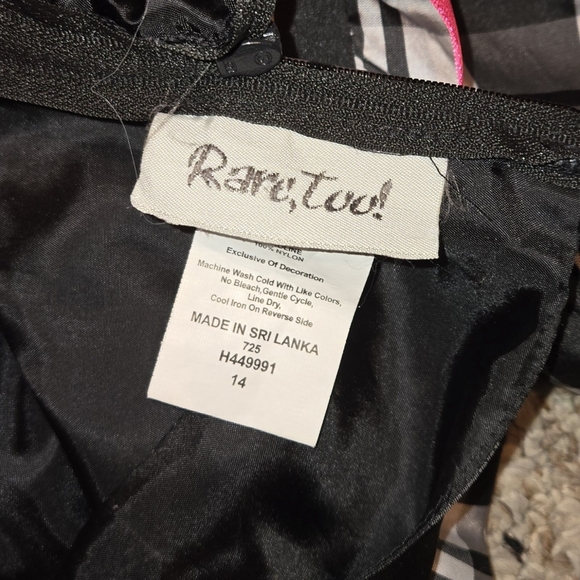 Rare, Too!
100% NYLON
Exclusive Of Decoration
Machine Wash Cold With Like Colors,
No Bleach,Gentle Cycle,
Line Dry,
Cool Iron On Reverse Side
MADE IN SRI LANKA
725
H449991
14